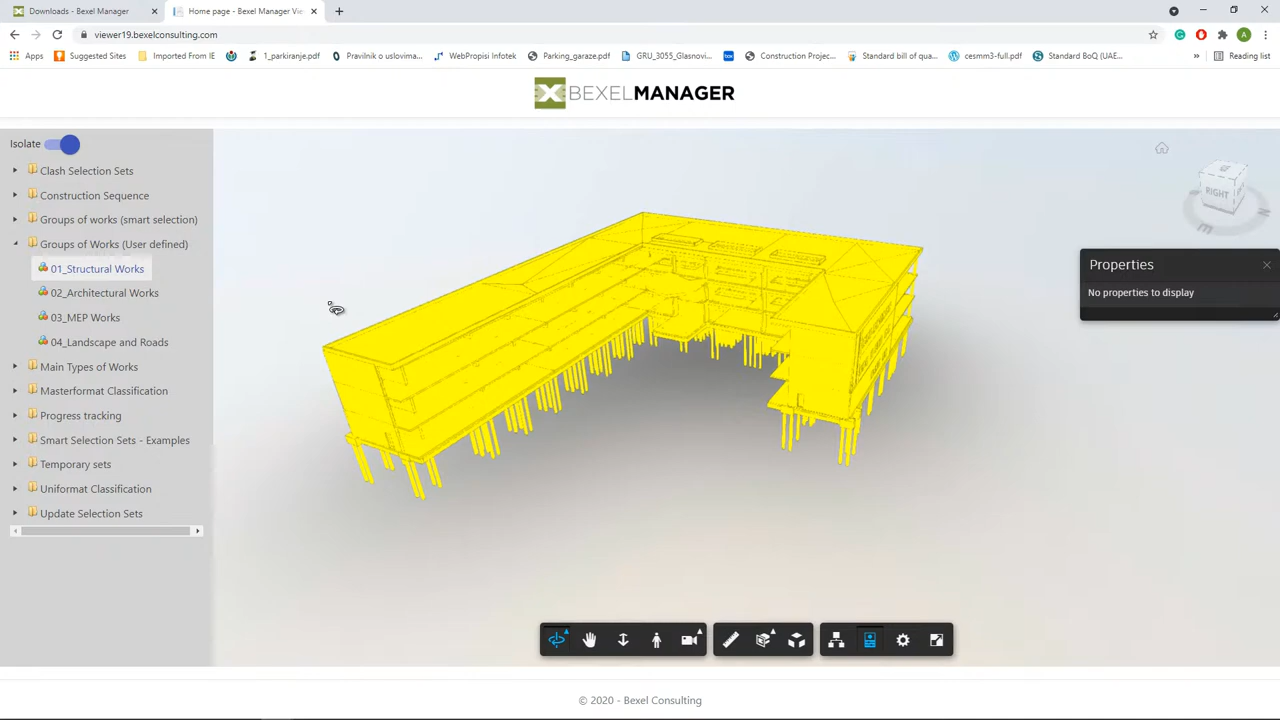 Downloads - Bexel Manager
Home page - Bexel Manager Vie
viewer19.bexelconsulting.com
A
Apps
Suggested Sites
Imported From IE
1_parkiranje.pdf
Pravilnik o uslovima...
WebPropisi Infotek
Parking_garaze.pdf
GRU_3055_Glasnovi...
Construction Projec...
Standard bill of qua...
cesmm3-full.pdf
Standard BoQ (UAE...
»
Reading list
BEXELMANAGER
Isolate
Clash Selection Sets
Construction Sequence
Groups of works (smart selection)
Groups of Works (User defined)
01_Structural Works
02_Architectural Works
03_MEP Works
04_Landscape and Roads
Main Types of Works
Masterformat Classification
Progress tracking
Smart Selection Sets - Examples
Temporary sets
Uniformat Classification
Update Selection Sets
RIGHT
Properties
No properties to display
© 2020 - Bexel Consulting